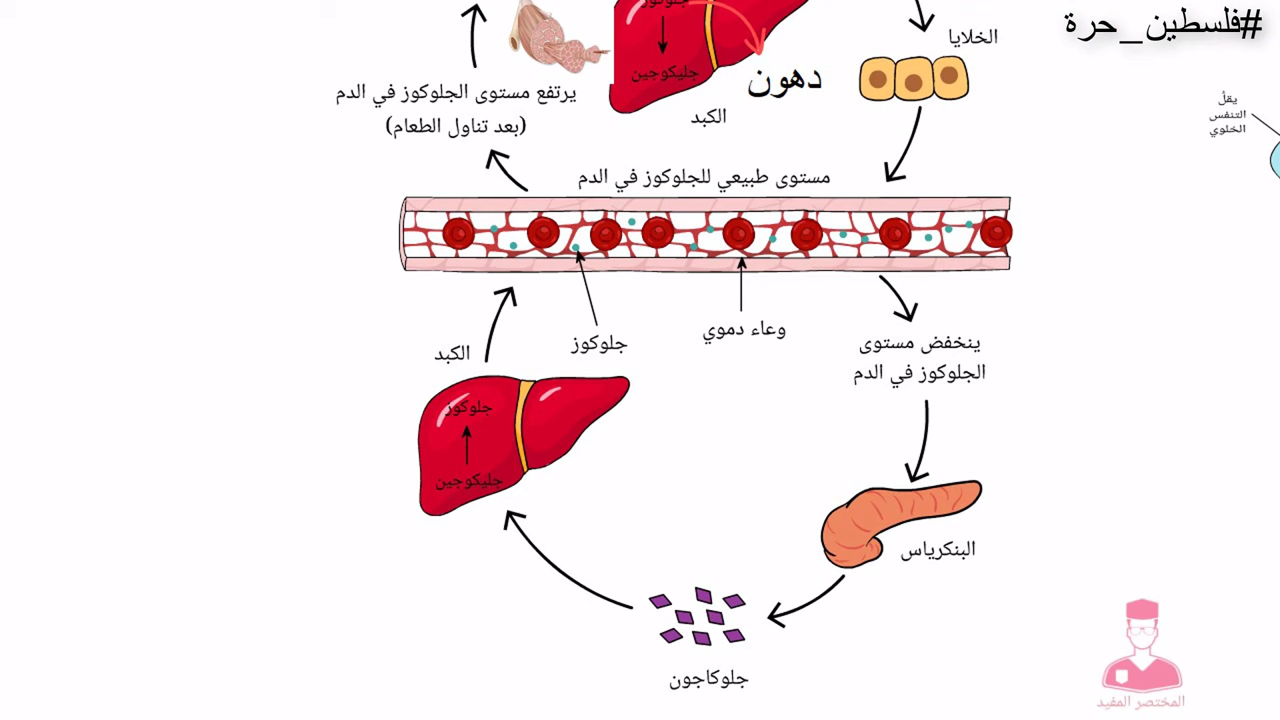 #فلسطين_حرة
جلوكوز
جليكوجين
دهون
الكبد
الخلايا
يقلّ
التنفس
الخلوي
يرتفع مستوى الجلوكوز في الدم
(بعد تناول الطعام)
مستوى طبيعي للجلوكوز في الدم
جلوكوز
وعاء دموي
ينخفض مستوى
الجلوكوز في الدم
الكبد
جلوكوز
جليكوجين
البنكرياس
جلوكاجون
المختصر المفيد